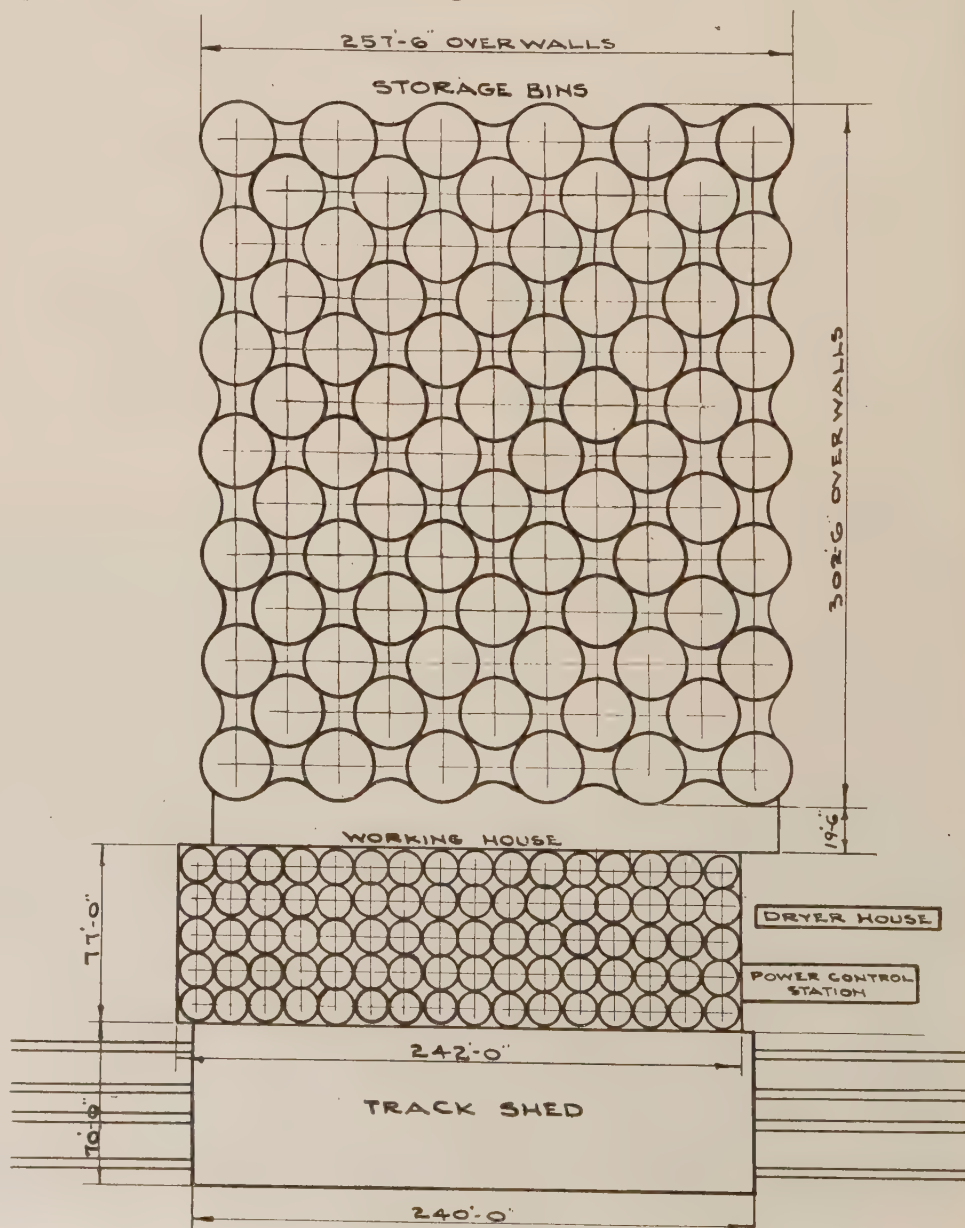 257'-6" OVER WALLS
STORAGE BINS
302'-6" OVER WALLS
19'-6"
WORKING HOUSE
77'-0"
DRYER HOUSE
POWER CONTROL
STATION
242'-0"
TRACK SHED
70'-0"
240'-0"